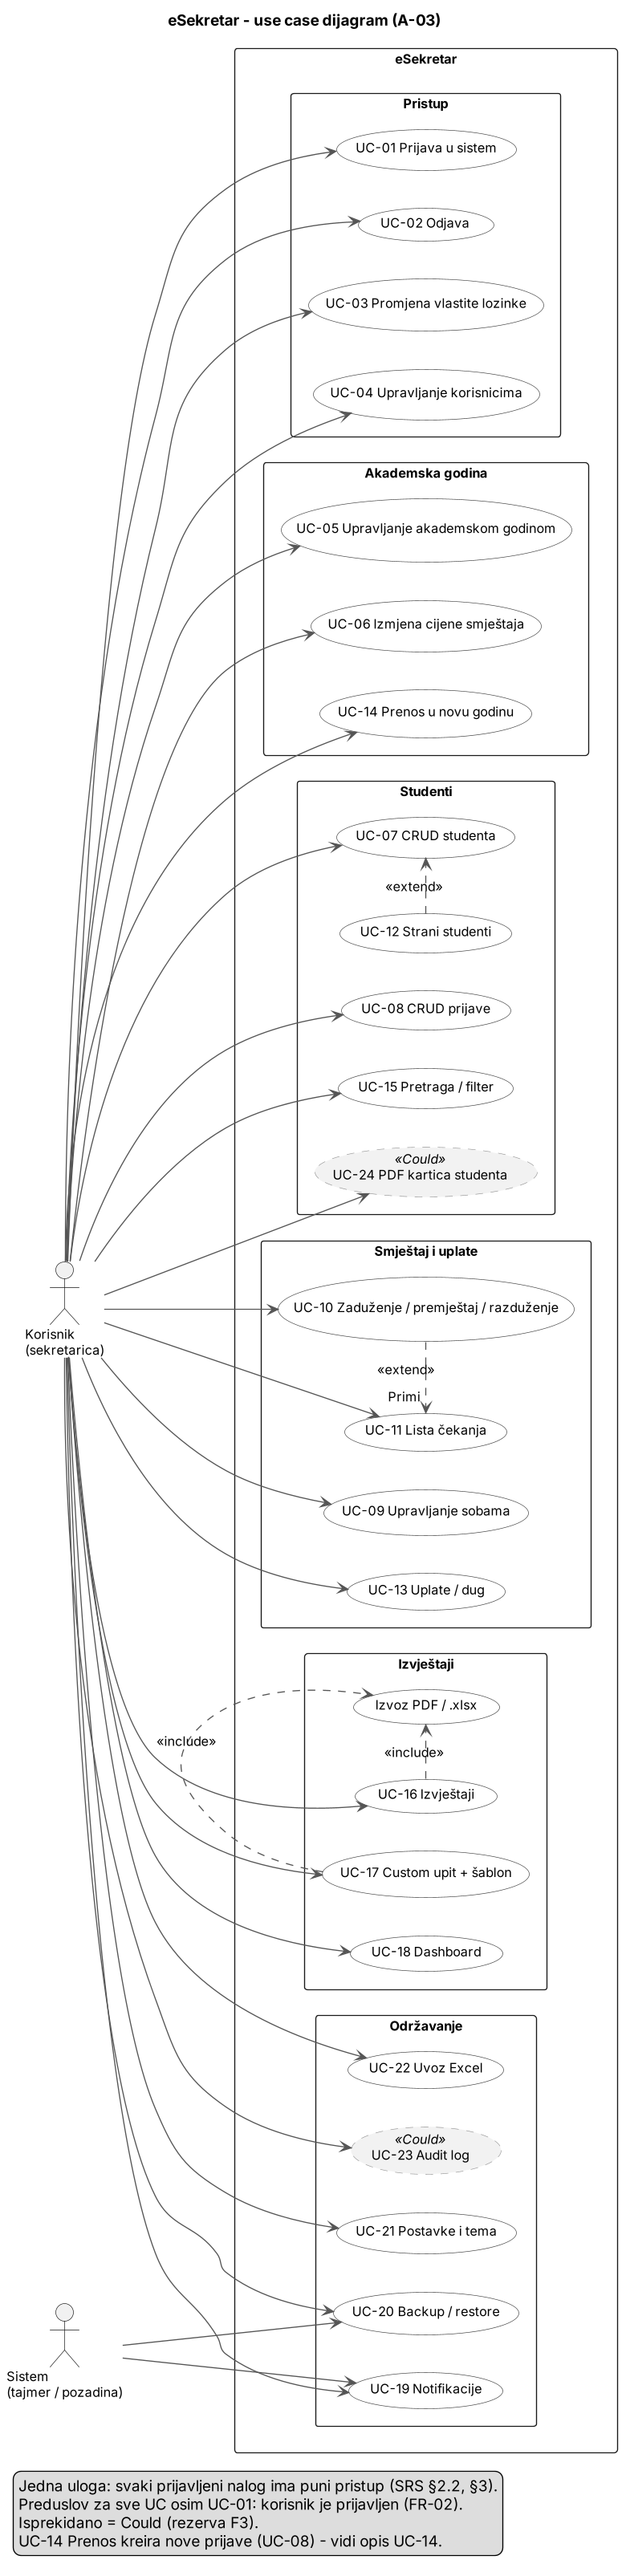 eSekretar - use case dijagram (A-03)
eSekretar
Pristup
UC-01 Prijava u sistem
UC-02 Odjava
UC-03 Promjena vlastite lozinke
UC-04 Upravljanje korisnicima
Akademska godina
UC-05 Upravljanje akademskom godinom
UC-06 Izmjena cijene smještaja
UC-14 Prenos u novu godinu
Studenti
UC-07 CRUD studenta
«extend»
UC-12 Strani studenti
UC-08 CRUD prijave
UC-15 Pretraga / filter
«Could»
UC-24 PDF kartica studenta
Smještaj i uplate
UC-10 Zaduženje / premještaj / razduženje
Korisnik
(sekretarica)
«extend»
Primi
UC-11 Lista čekanja
UC-09 Upravljanje sobama
UC-13 Uplate / dug
Izvještaji
Izvoz PDF / .xlsx
«include»
«include»
UC-16 Izvještaji
UC-17 Custom upit + šablon
UC-18 Dashboard
Održavanje
UC-22 Uvoz Excel
«Could»
UC-23 Audit log
UC-21 Postavke i tema
UC-20 Backup / restore
Sistem
(tajmer / pozadina)
UC-19 Notifikacije
Jedna uloga: svaki prijavljeni nalog ima puni pristup (SRS §2.2, §3).
Preduslov za sve UC osim UC-01: korisnik je prijavljen (FR-02).
Isprekidano = Could (rezerva F3).
UC-14 Prenos kreira nove prijave (UC-08) - vidi opis UC-14.